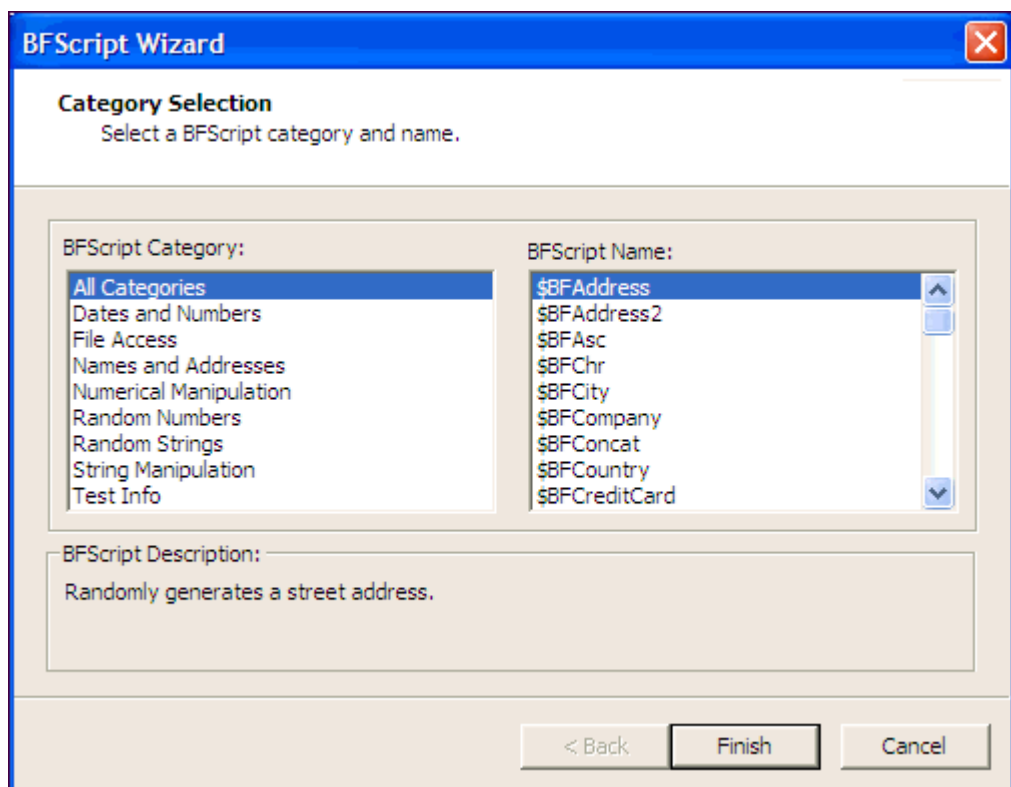 BFScript Wizard
Category Selection
Select a BFScript category and name.
BFScript Category:
All Categories
Dates and Numbers
File Access
Names and Addresses
Numerical Manipulation
Random Numbers
Random Strings
String Manipulation
Test Info
BFScript Name:
$BFAddress
$BFAddress2
$BFAsc
$BFChr
$BFCity
$BFCompany
$BFConcat
$BFCountry
$BFCreditCard
BFScript Description:
Randomly generates a street address.
< Back Finish Cancel